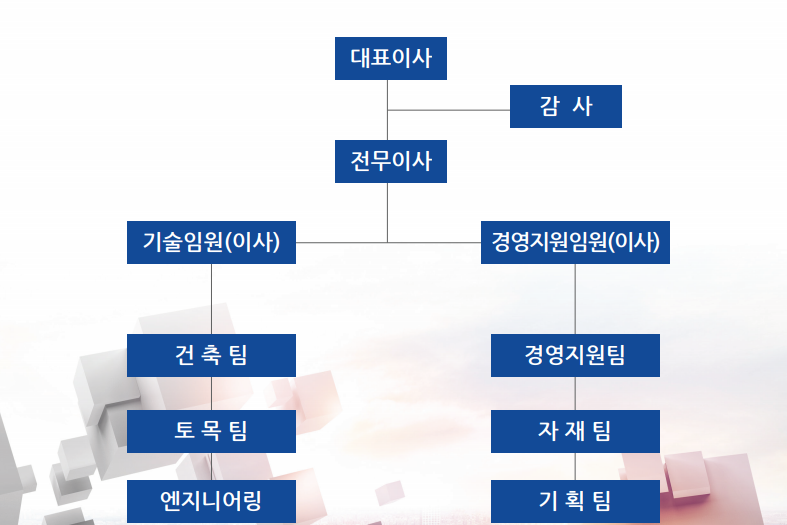 대표이사
감 사
전무이사
기술임원(이사)
경영지원임원(이사)
건 축 팀
경영지원팀
토 목 팀
자 재 팀
엔지니어링
기 획 팀